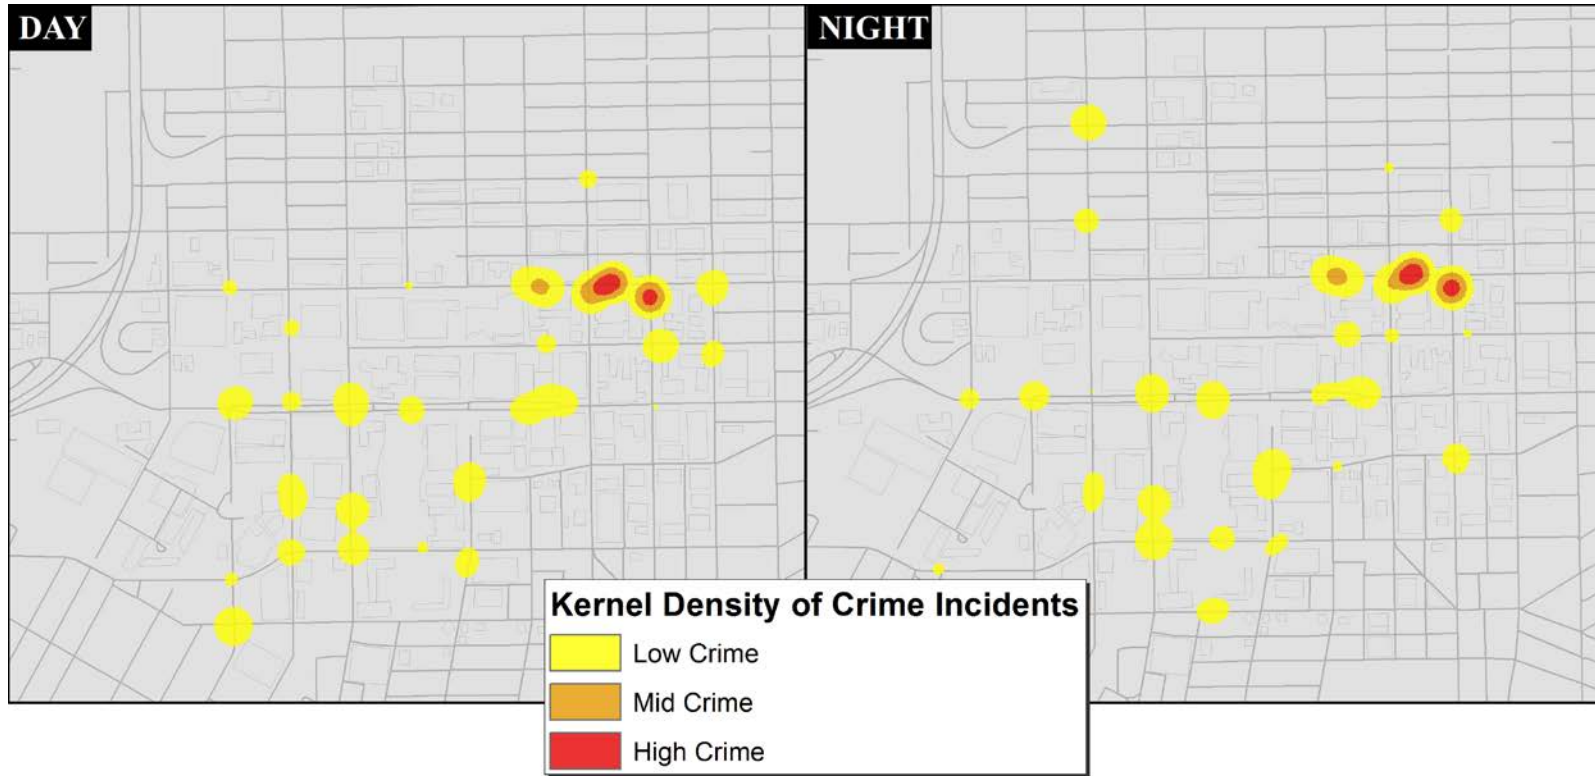 DAY
NIGHT
Kernel Density of Crime Incidents
Low Crime
Mid Crime
High Crime